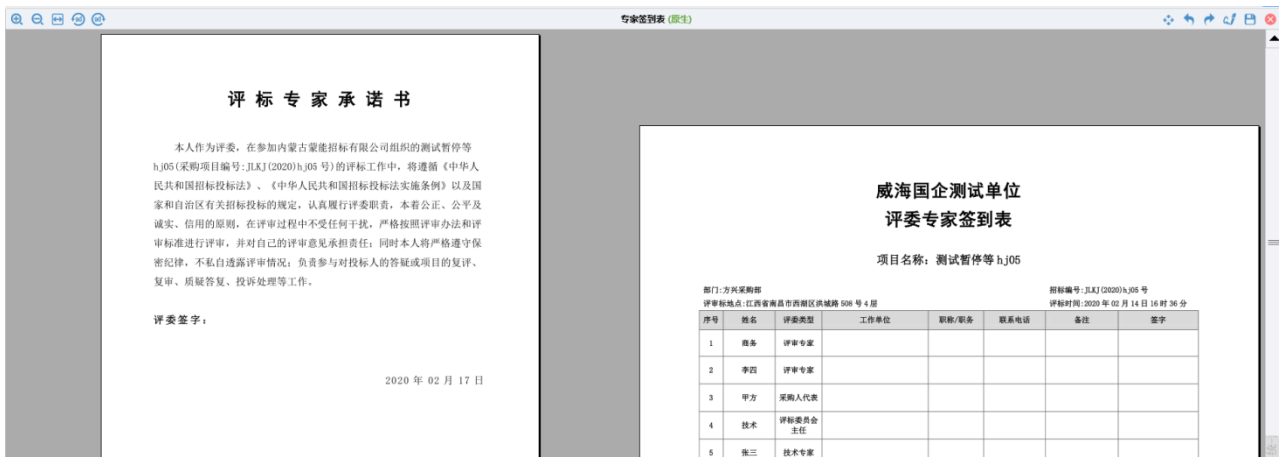 专家签到表 (原生)
评标专家承诺书
本人作为评委，在参加内蒙古蒙能招标有限公司组织的测试暂停等
hj05(采购项目编号:JLKJ(2020)hj05 号)的评标工作中，将遵循《中华人
民共和国招标投标法》、《中华人民共和国招标投标法实施条例》以及国
家和自治区有关招标投标的规定，认真履行评委职责，本着公正、公平及
诚实、信用的原则，在评审过程中不受任何干扰，严格按照评审办法和评
审标准进行评审，并对自己的评审意见承担责任；同时本人将严格遵守保
密纪律，不私自透露评审情况；负责参与对投标人的答疑或项目的复评、
复审、质疑答复、投诉处理等工作。
评委签字：
2020 年 02 月 17 日
威海国企测试单位
评委专家签到表
项目名称：测试暂停等 hj05
部门:方兴采购部 招标编号:JLKJ(2020)hj05 号
评审标地点:江西省南昌市西湖区洪城路 508 号 4 层 评标时间:2020 年 02 月 14 日 16 时 36 分
序号 姓名 评委类型 工作单位 职称/职务 联系电话 备注 签字
1 商务 评审专家
2 李四 评审专家
3 甲方 采购人代表
4 技术 评标委员会
主任
5 张三 技术专家